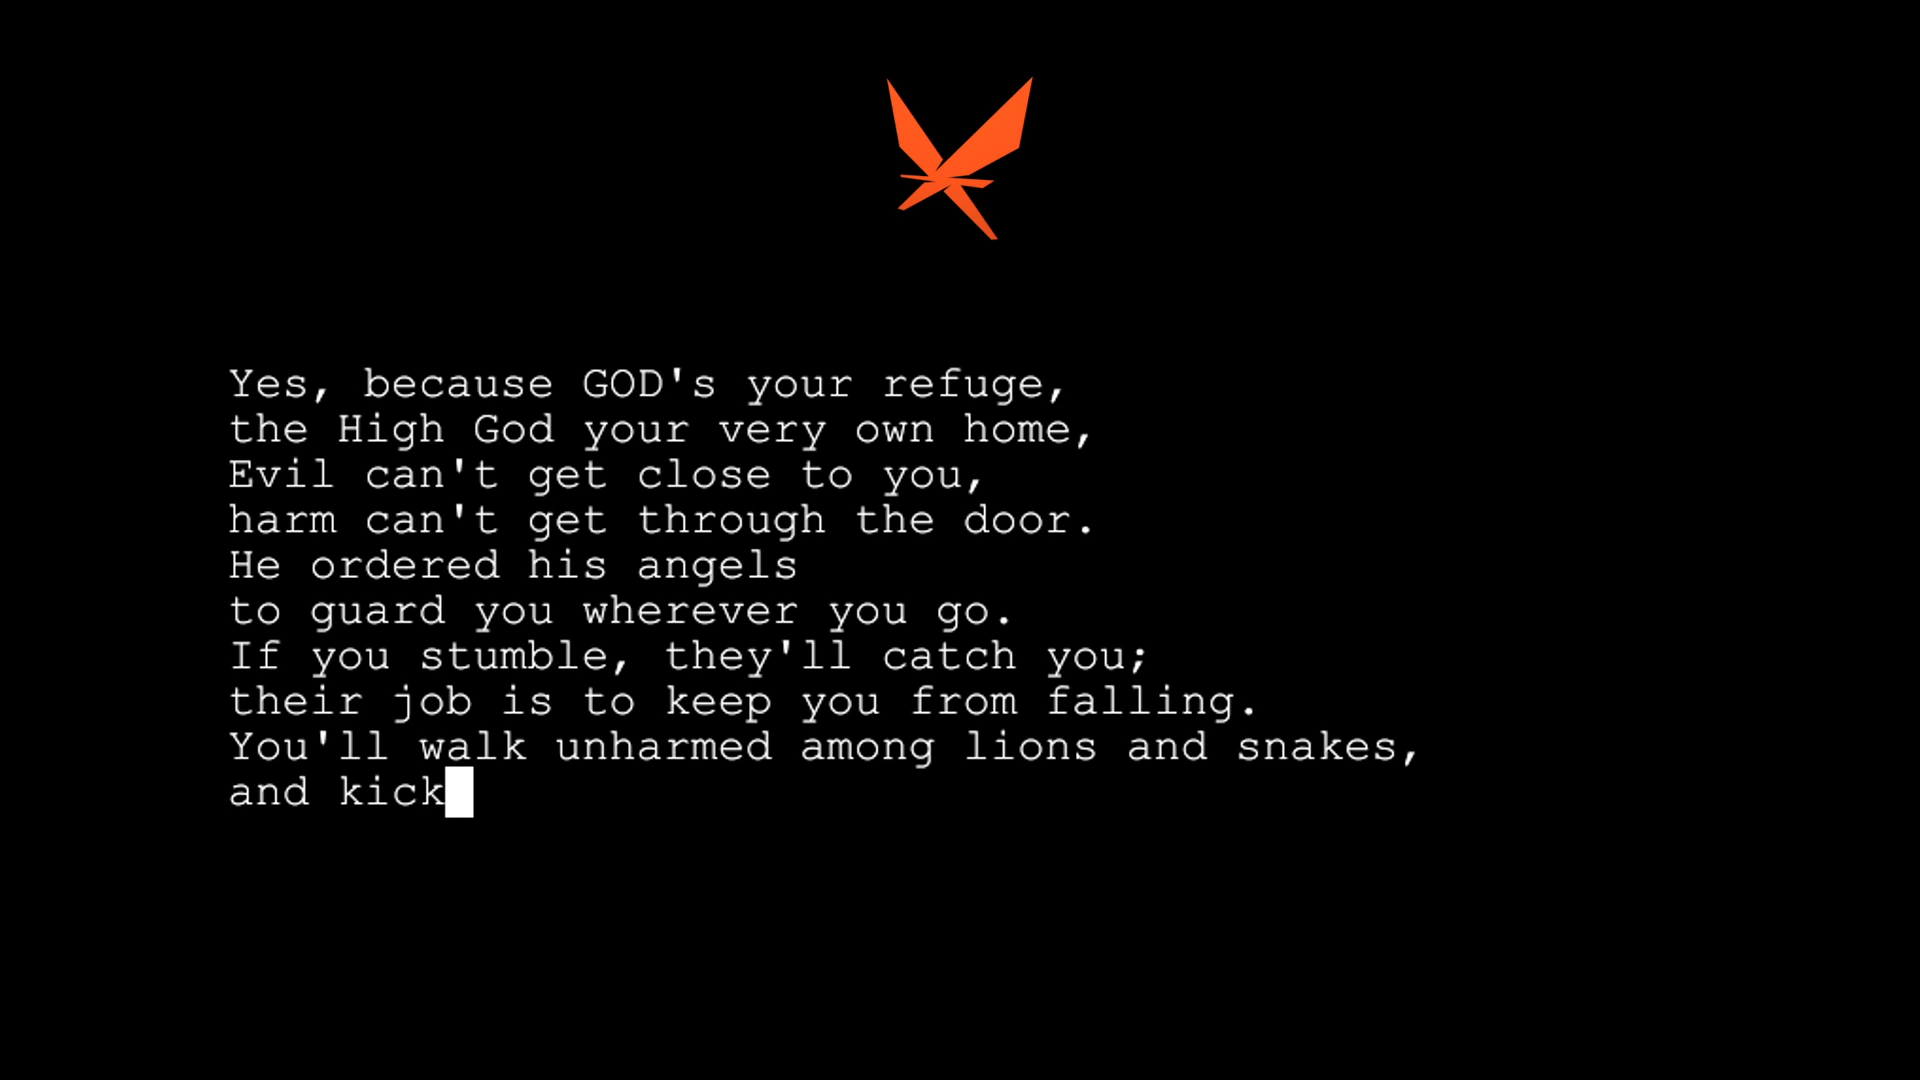 Yes, because GOD's your refuge,
the High God your very own home,
Evil can't get close to you,
harm can't get through the door.
He ordered his angels
to guard you wherever you go.
If you stumble, they'll catch you;
their job is to keep you from falling.
You'll walk unharmed among lions and snakes,
and kick